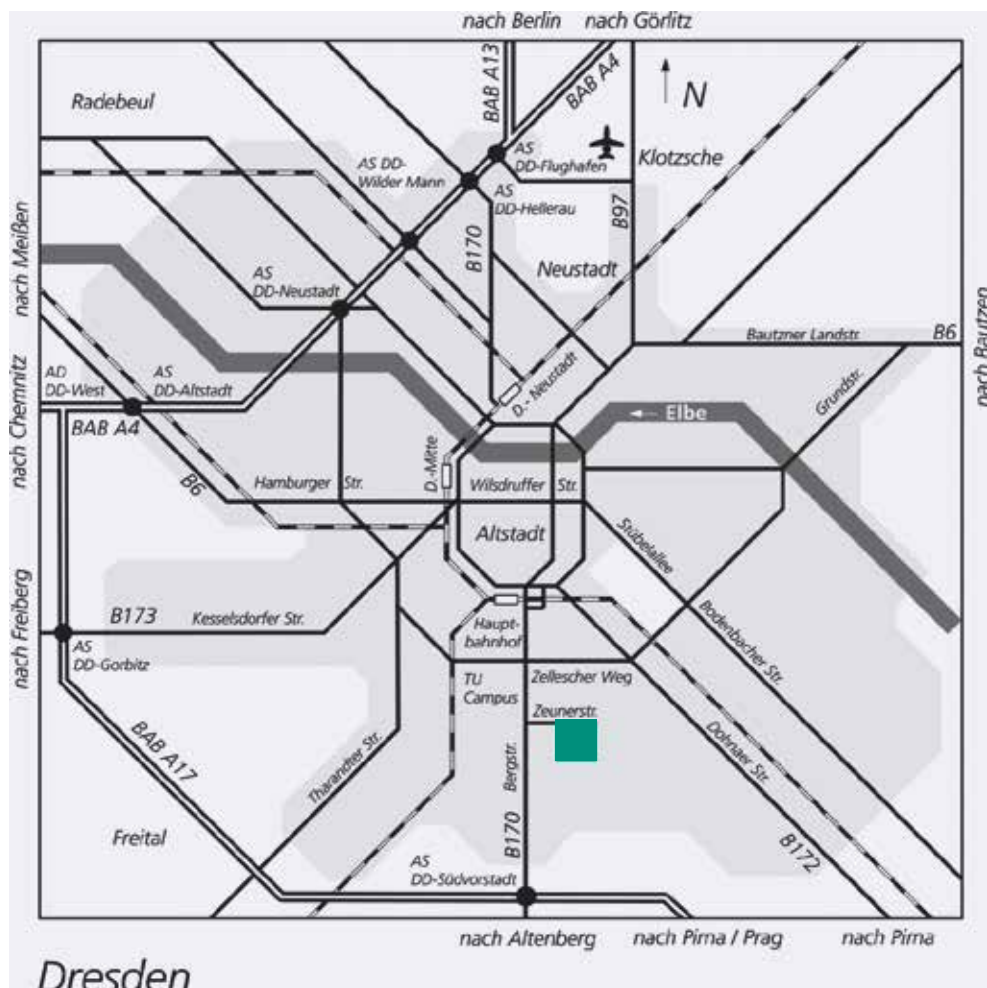 nach Berlin
nach Görlitz
BAB A13
BAB A4
N
Radebeul
Klotzsche
AS
DD-Flughafen
AS DD-
Wilder Mann
AS
DD-Hellerau
B97
B170
Neustadt
nach Meißen
AS
DD-Neustadt
Bautzner Landstr.
B6
nach Bautzen
Grundstr.
D.- Neustadt
AD
DD-West
AS
DD-Altstadt
nach Chemnitz
BAB A4
Elbe
D.-Mitte
B6
Hamburger Str.
Wilsdruffer Str.
Altstadt
Stübelallee
nach Freiberg
B173
Kesselsdorfer Str.
Haupt-
bahnhof
Bodenbacher Str.
AS
DD-Gorbitz
TU
Campus
Zellescher Weg
Zeunerstr.
Dohnaer Str.
BAB A17
Tharandter Str.
Bergstr.
B170
Freital
B172
AS
DD-Südvorstadt
nach Altenberg
nach Pirna / Prag
nach Pirna
Dresden